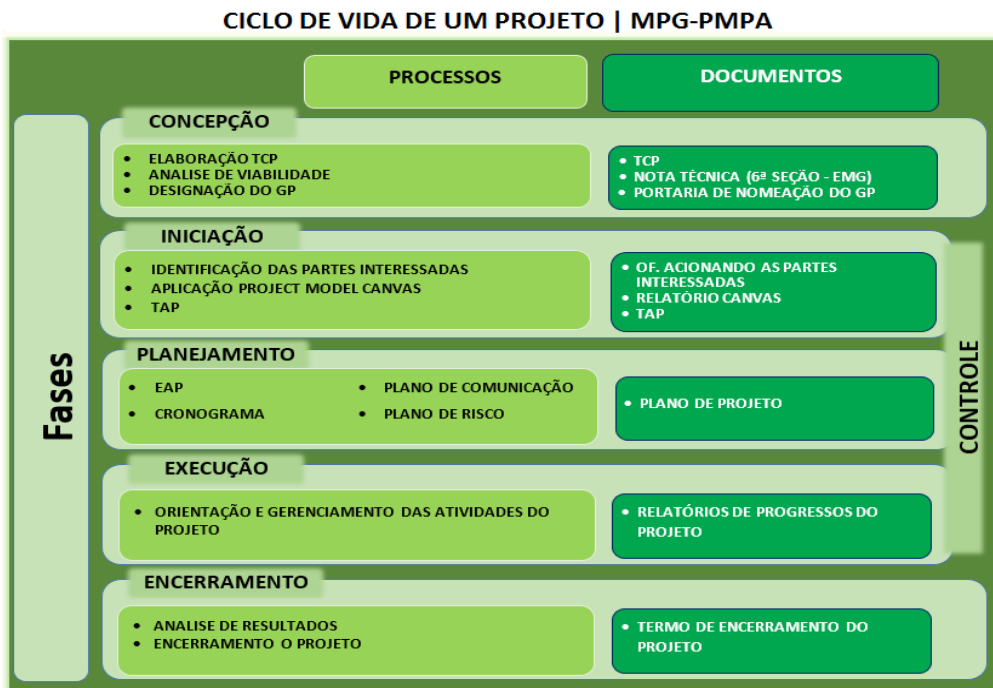 CICLO DE VIDA DE UM PROJETO | MPG-PMPA
PROCESSOS
DOCUMENTOS
Fases
CONCEPÇÃO
• ELABORAÇÃO TCP
• ANALISE DE VIABILIDADE
• DESIGNAÇÃO DO GP
• TCP
• NOTA TÉCNICA (6ª SEÇÃO - EMG)
• PORTARIA DE NOMEAÇÃO DO GP
INICIAÇÃO
• IDENTIFICAÇÃO DAS PARTES INTERESSADAS
• APLICAÇÃO PROJECT MODEL CANVAS
• TAP
• OF. ACIONANDO AS PARTES
INTERESSADAS
• RELATÓRIO CANVAS
• TAP
PLANEJAMENTO
• EAP
• CRONOGRAMA
• PLANO DE COMUNICAÇÃO
• PLANO DE RISCO
• PLANO DE PROJETO
CONTROLE
EXECUÇÃO
• ORIENTAÇÃO E GERENCIAMENTO DAS ATIVIDADES DO
PROJETO
• RELATÓRIOS DE PROGRESSOS DO
PROJETO
ENCERRAMENTO
• ANALISE DE RESULTADOS
• ENCERRAMENTO O PROJETO
• TERMO DE ENCERRAMENTO DO
PROJETO